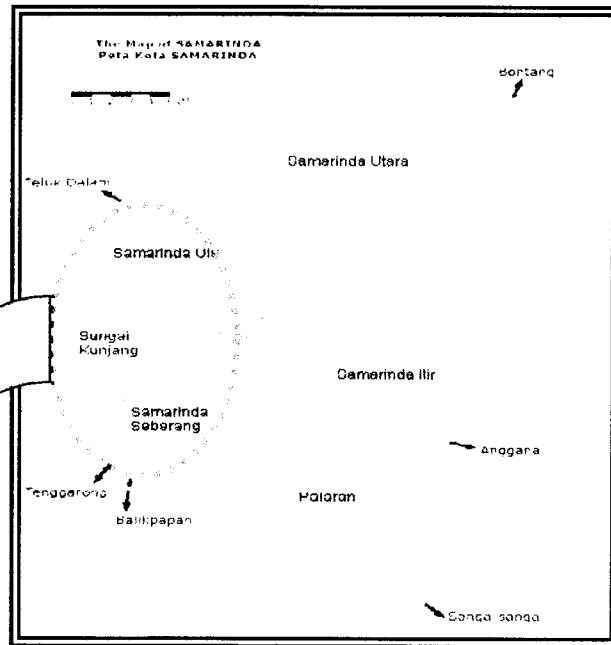 The Map of SAMARINDA
Peta Kota SAMARINDA
Bontang
Samarinda Utara
Teluk Dalam
Samarinda Ulu
Sungai
Kunjang
Samarinda Ilir
Samarinda
Seberang
Anggana
Tenggarong
Palaran
Balikpapan
Sanga sanga